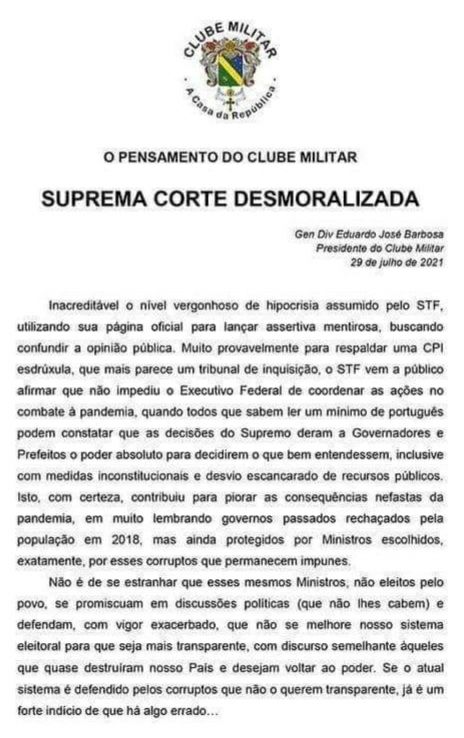 CLUBE MILITAR
• A Casa da República •
O PENSAMENTO DO CLUBE MILITAR
SUPREMA CORTE DESMORALIZADA
Gen Div Eduardo José Barbosa
Presidente do Clube Militar
29 de julho de 2021
Inacreditável o nível vergonhoso de hipocrisia assumido pelo STF,
utilizando sua página oficial para lançar assertiva mentirosa, buscando
confundir a opinião pública. Muito provavelmente para respaldar uma CPI
esdrúxula, que mais parece um tribunal de inquisição, o STF vem a público
afirmar que não impediu o Executivo Federal de coordenar as ações no
combate à pandemia, quando todos que sabem ler um mínimo de português
podem constatar que as decisões do Supremo deram a Governadores e
Prefeitos o poder absoluto para decidirem o que bem entendessem, inclusive
com medidas inconstitucionais e desvio escancarado de recursos públicos.
Isto, com certeza, contribuiu para piorar as consequências nefastas da
pandemia, em muito lembrando governos passados rechaçados pela
população em 2018, mas ainda protegidos por Ministros escolhidos,
exatamente, por esses corruptos que permanecem impunes.
Não é de se estranhar que esses mesmos Ministros, não eleitos pelo
povo, se promiscuam em discussões políticas (que não lhes cabem) e
defendam, com vigor exacerbado, que não se melhore nosso sistema
eleitoral para que seja mais transparente, com discurso semelhante àqueles
que quase destruíram nosso País e desejam voltar ao poder. Se o atual
sistema é defendido pelos corruptos que não o querem transparente, já é um
forte indício de que há algo errado...